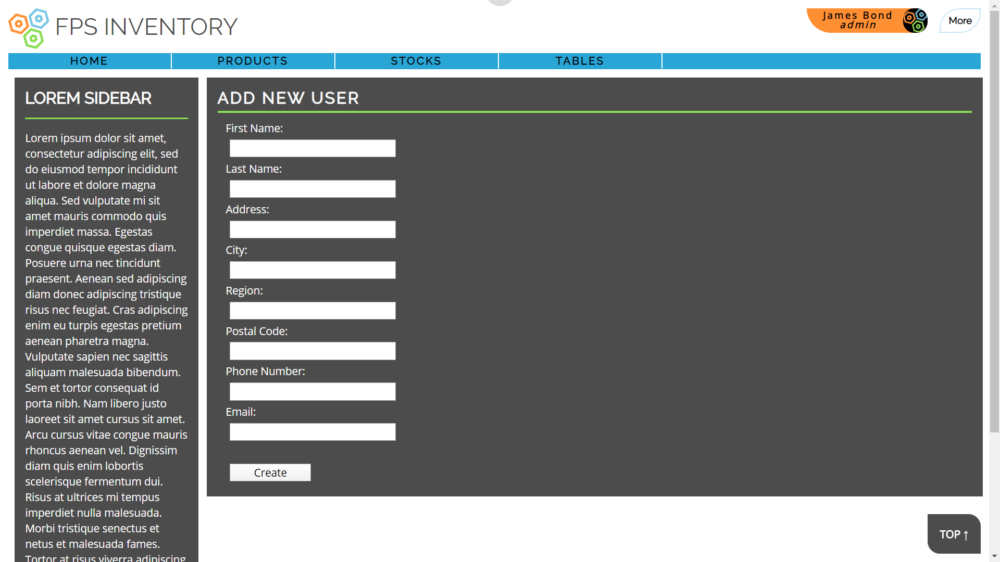 FPS INVENTORY
James Bond
admin
More
HOME
PRODUCTS
STOCKS
TABLES
LOREM SIDEBAR
Lorem ipsum dolor sit amet,
consectetur adipiscing elit, sed
do eiusmod tempor incididunt
ut labore et dolore magna
aliqua. Sed vulputate mi sit
amet mauris commodo quis
imperdiet massa. Egestas
congue quisque egestas diam.
Posuere urna nec tincidunt
praesent. Aenean sed adipiscing
diam donec adipiscing tristique
risus nec feugiat. Cras adipiscing
enim eu turpis egestas pretium
aenean pharetra magna.
Vulputate sapien nec sagittis
aliquam malesuada bibendum.
Sem et tortor consequat id
porta nibh. Nam libero justo
laoreet sit amet cursus sit amet.
Arcu cursus vitae congue mauris
rhoncus aenean vel. Dignissim
diam quis enim lobortis
scelerisque fermentum dui.
Risus at ultrices mi tempus
imperdiet nulla malesuada.
Morbi tristique senectus et
netus et malesuada fames.
Tortor at risus viverra adipiscing
ADD NEW USER
First Name:
Last Name:
Address:
City:
Region:
Postal Code:
Phone Number:
Email:
Create
TOP ↑